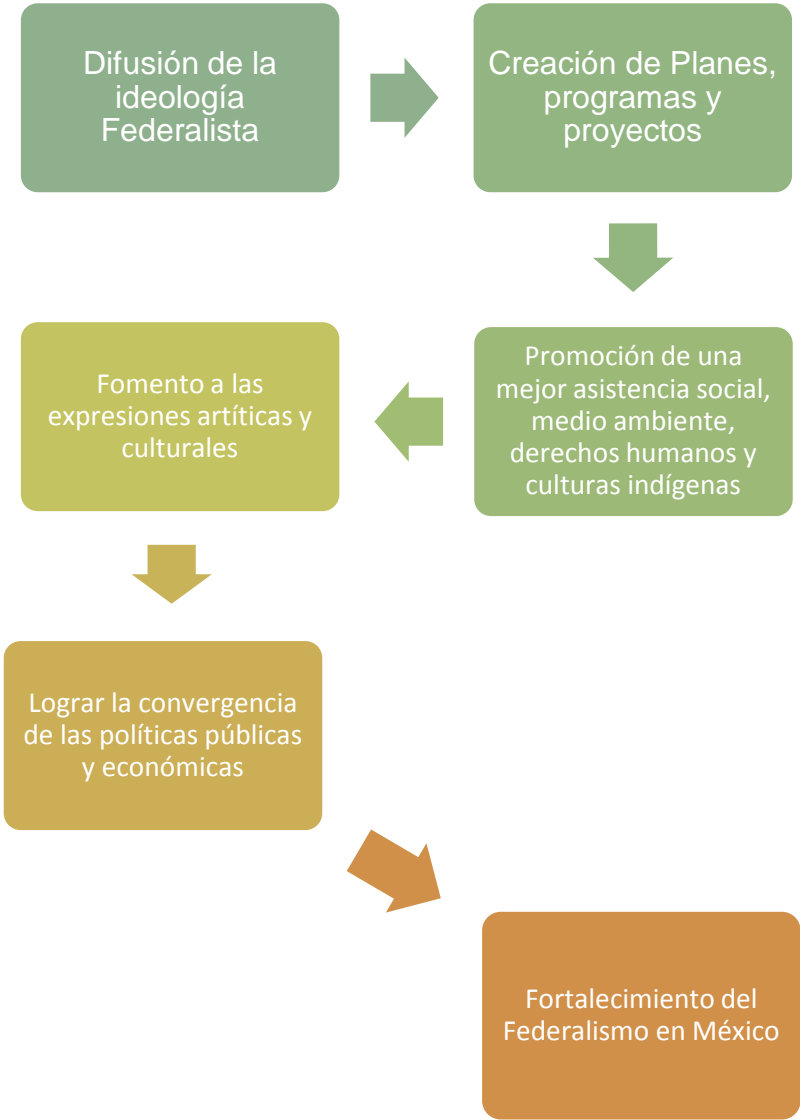 Difusión de la
ideología
Federalista
Creación de Planes,
programas y
proyectos
Promoción de una
mejor asistencia social,
medio ambiente,
derechos humanos y
culturas indígenas
Fomento a las
expresiones artíticas y
culturales
Lograr la convergencia
de las políticas públicas
y económicas
Fortalecimiento del
Federalismo en México